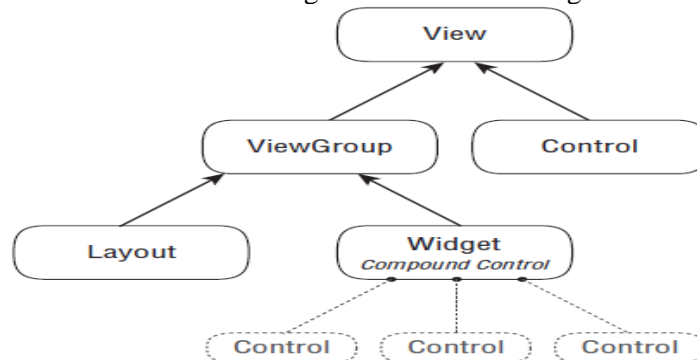 View
ViewGroup
Control
Layout
Widget
Compound Control
Control
Control
Control